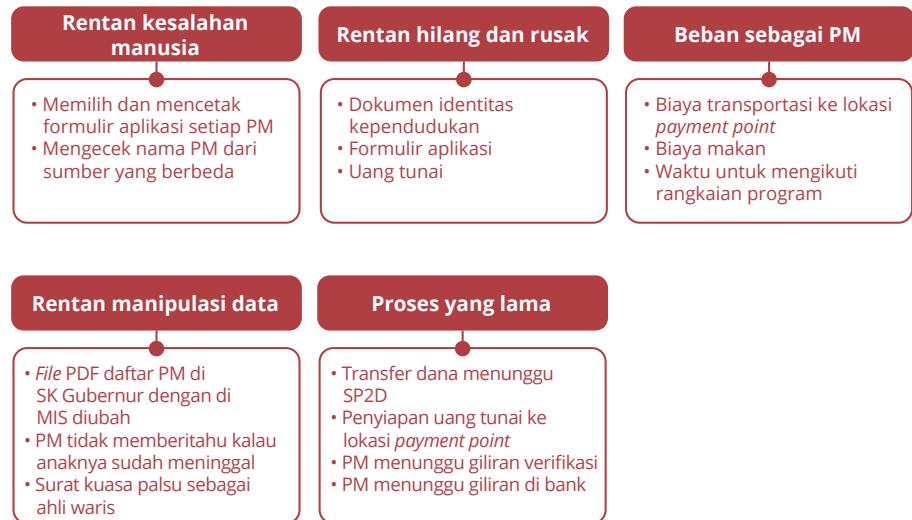 Rentan kesalahan
manusia
• Memilih dan mencetak
formulir aplikasi setiap PM
• Mengecek nama PM dari
sumber yang berbeda
Rentan hilang dan rusak
• Dokumen identitas
kependudukan
• Formulir aplikasi
• Uang tunai
Beban sebagai PM
• Biaya transportasi ke lokasi
payment point
• Biaya makan
• Waktu untuk mengikuti
rangkaian program
Rentan manipulasi data
• File PDF daftar PM di
SK Gubernur dengan di
MIS diubah
• PM tidak memberitahu kalau
anaknya sudah meninggal
• Surat kuasa palsu sebagai
ahli waris
Proses yang lama
• Transfer dana menunggu
SP2D
• Penyiapan uang tunai ke
lokasi payment point
• PM menunggu giliran verifikasi
• PM menunggu giliran di bank